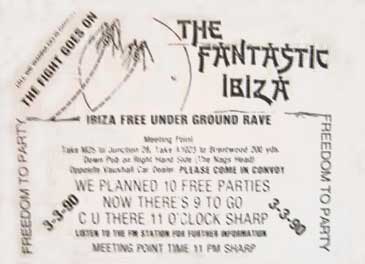 THE FIGHT GOES ON
THE
FANTASTIC
IBIZA
IBIZA FREE UNDER GROUND RAVE
Meeting Point
Take M25 to Junction 28, Take A1023 to Brentwood 200 yds.
Down Pub on Right Hand Side (The Nags Head)
Opposite Vauxhall Car Dealer PLEASE COME IN CONVOY
WE PLANNED 10 FREE PARTIES
NOW THERE'S 9 TO GO
C U THERE 11 O'CLOCK SHARP
LISTEN TO THE FM STATION FOR FURTHER INFORMATION
MEETING POINT TIME 11 PM SHARP
FREEDOM TO PARTY
3-3-90
3-3-90
FREEDOM TO PARTY